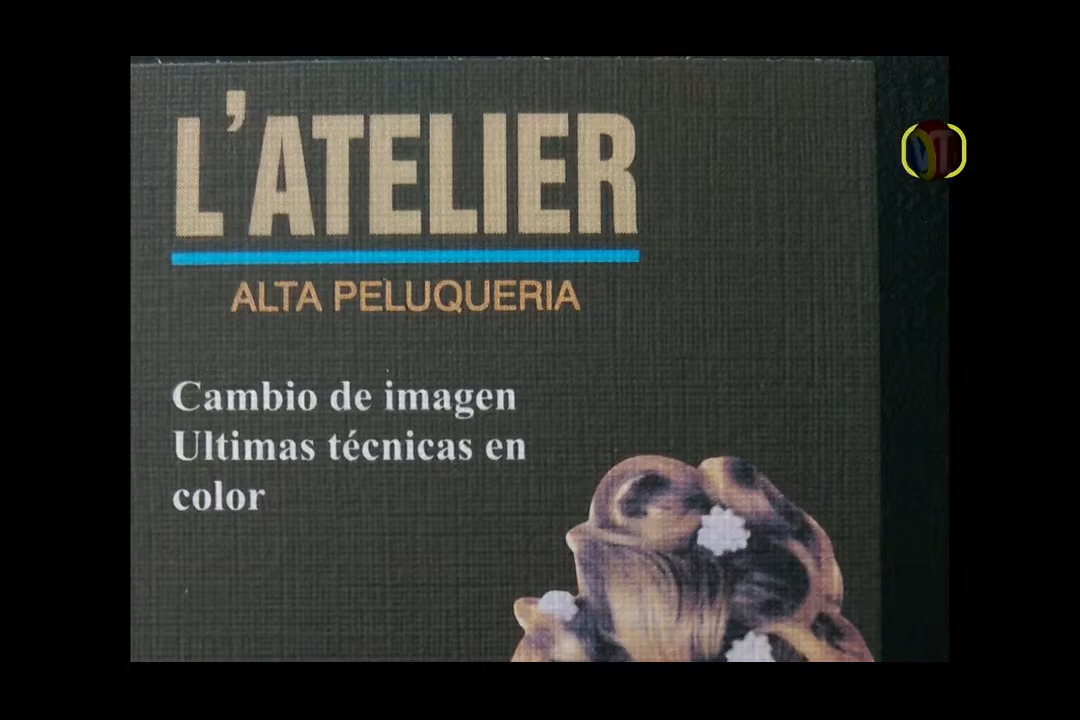 L'ATELIER
ALTA PELUQUERIA
Cambio de imagen
Ultimas técnicas en
color